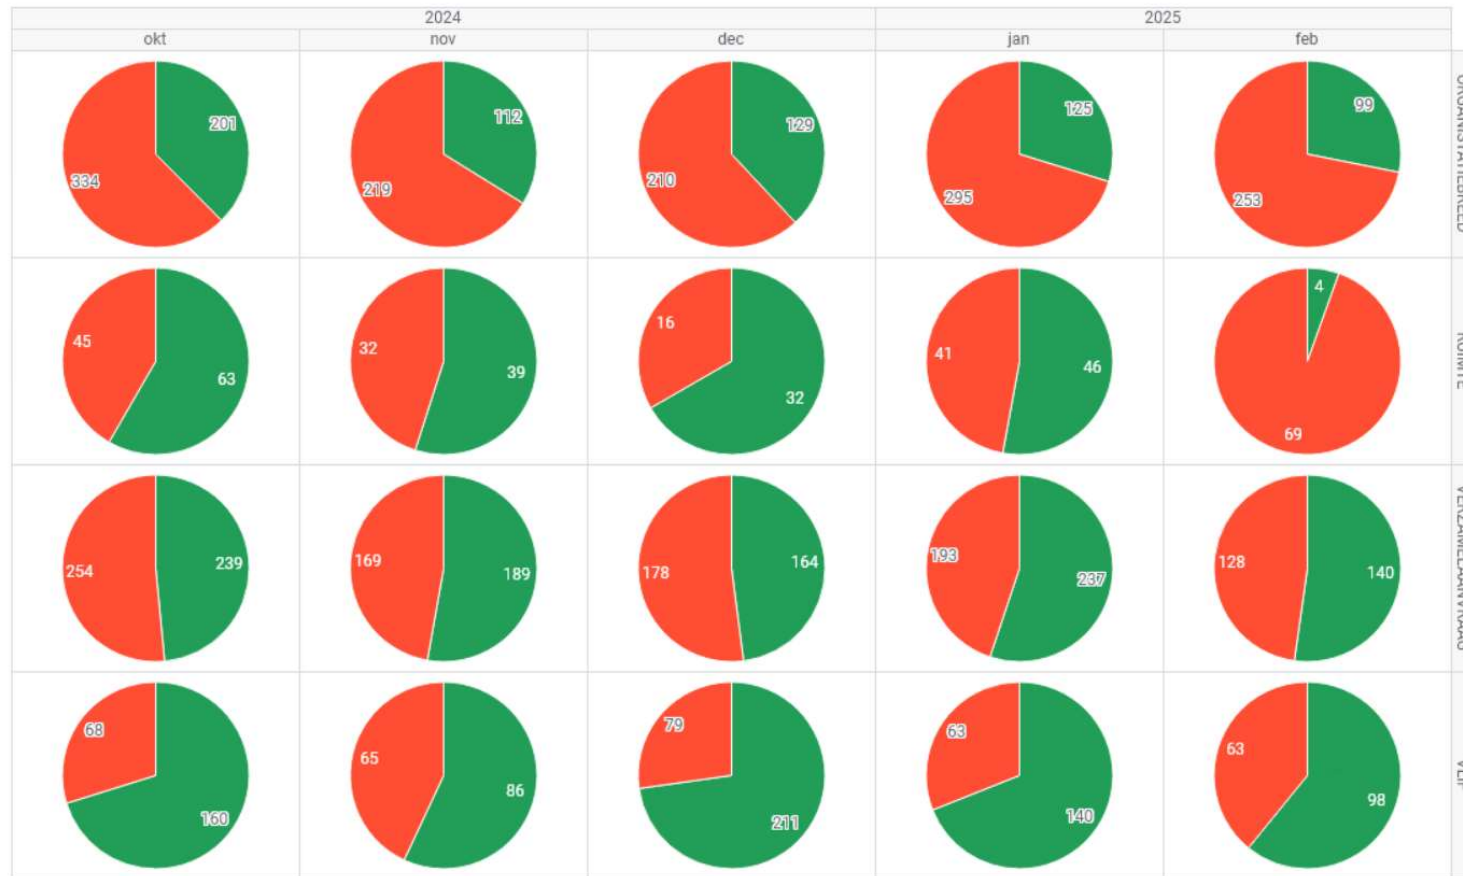 2024 2025
okt nov dec jan feb
201 112 129 125 99
334 219 210 295 253
45 63 32 39 16 32 41 46 4 69
254 239 169 189 178 164 193 237 128 140
68 160 65 86 79 211 63 140 63 98